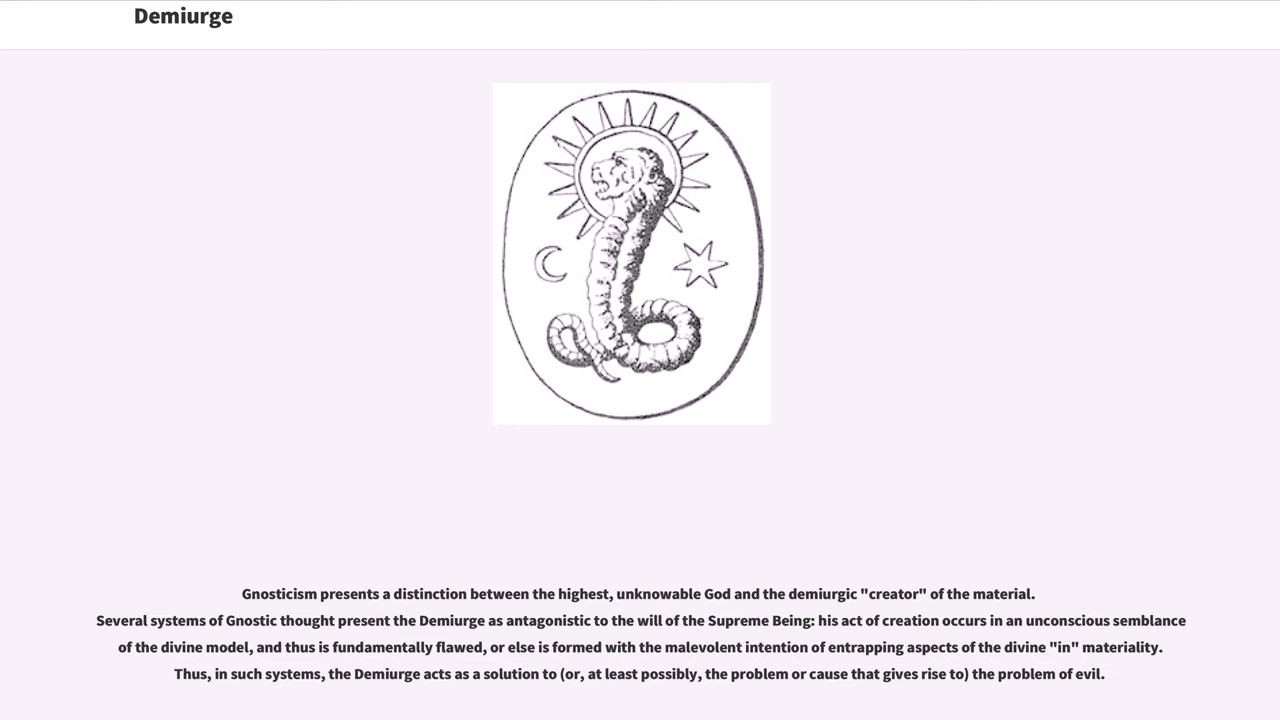 Demiurge
Gnosticism presents a distinction between the highest, unknowable God and the demiurgic "creator" of the material.
Several systems of Gnostic thought present the Demiurge as antagonistic to the will of the Supreme Being: his act of creation occurs in an unconscious semblance
of the divine model, and thus is fundamentally flawed, or else is formed with the malevolent intention of entrapping aspects of the divine "in" materiality.
Thus, in such systems, the Demiurge acts as a solution to (or, at least possibly, the problem or cause that gives rise to) the problem of evil.